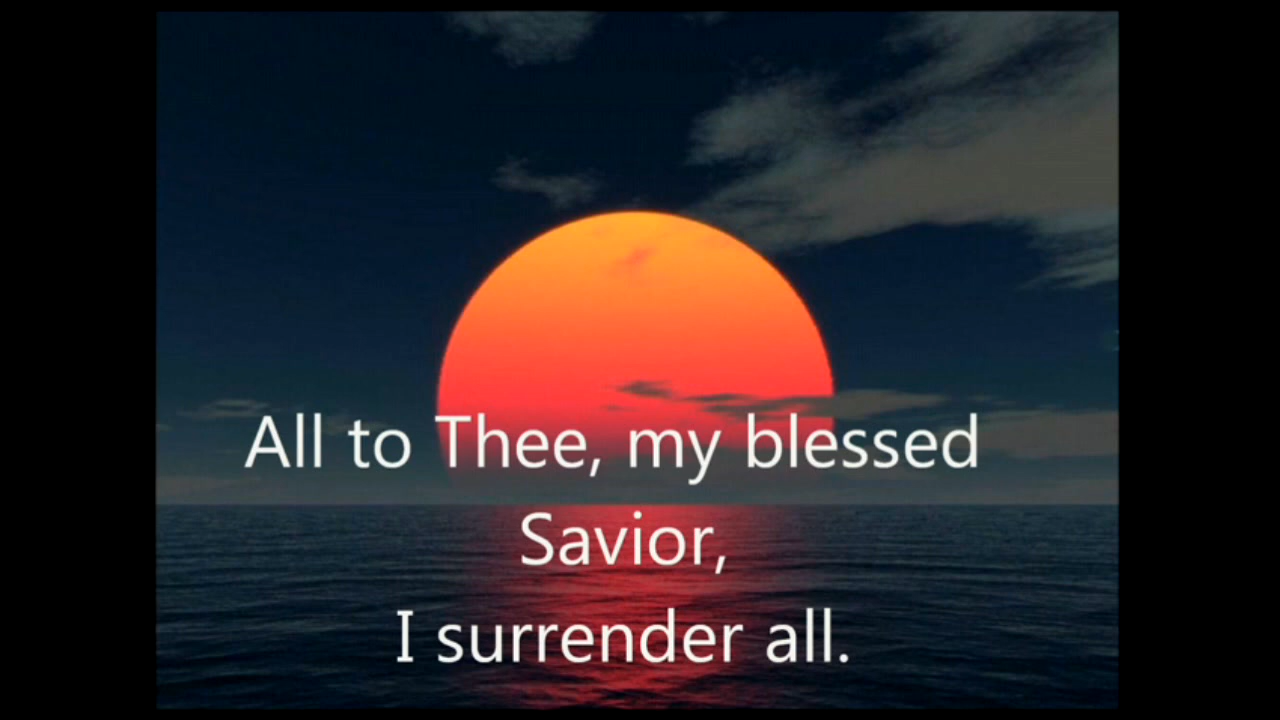 All to Thee, my blessed
Savior,
I surrender all.